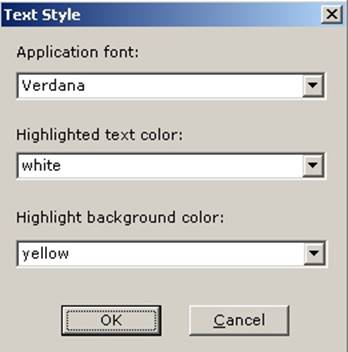 Text Style
Application font:
Verdana
Highlighted text color:
white
Highlight background color:
yellow
OK Cancel